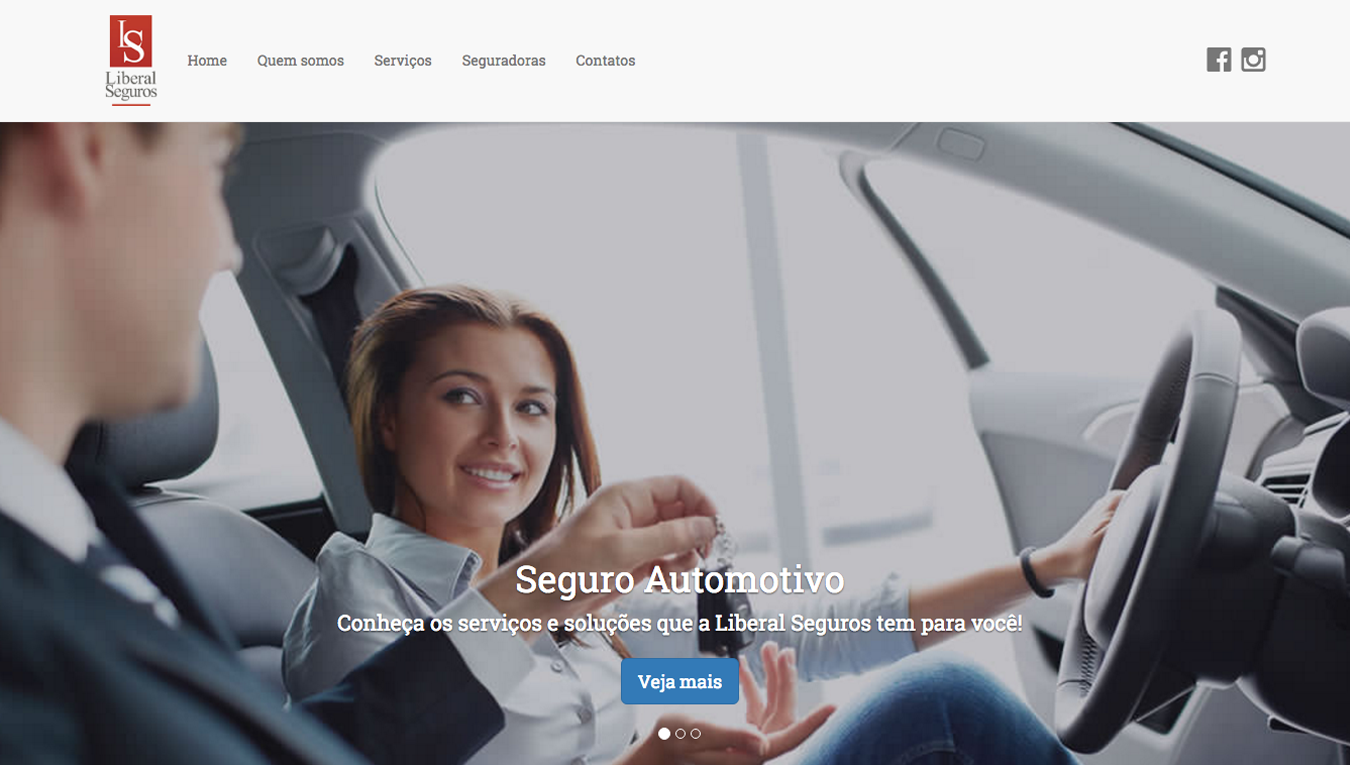 LS
Liberal
Seguros
Home Quem somos Serviços Seguradoras Contatos
Seguro Automotivo
Conheça os serviços e soluções que a Liberal Seguros tem para você!
Veja mais